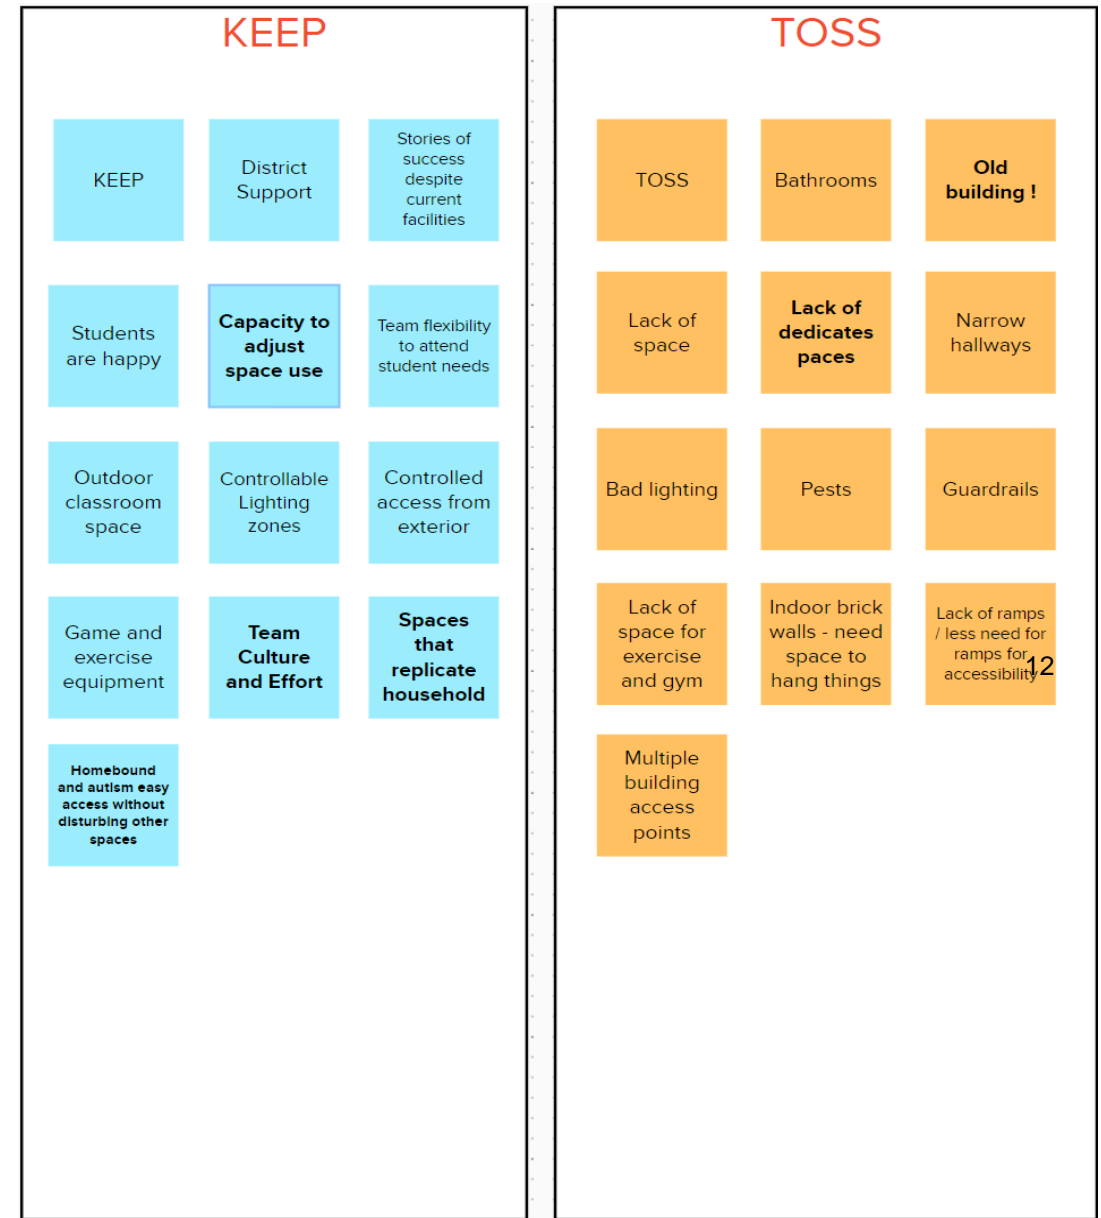 KEEP
KEEP
District
Support
Stories of
success
despite
current
facilities
Students
are happy
Capacity to
adjust
space use
Team flexibility
to attend
student needs
Outdoor
classroom
space
Controllable
Lighting
zones
Controlled
access from
exterior
Game and
exercise
equipment
Team
Culture
and Effort
Spaces
that
replicate
household
Homebound
and autism easy
access without
disturbing other
spaces
TOSS
TOSS
Bathrooms
Old
building !
Lack of
space
Lack of
dedicates
paces
Narrow
hallways
Bad lighting
Pests
Guardrails
Lack of
space for
exercise
and gym
Indoor brick
walls - need
space to
hang things
Lack of ramps
/ less need for
ramps for
accessibility
12
Multiple
building
access
points